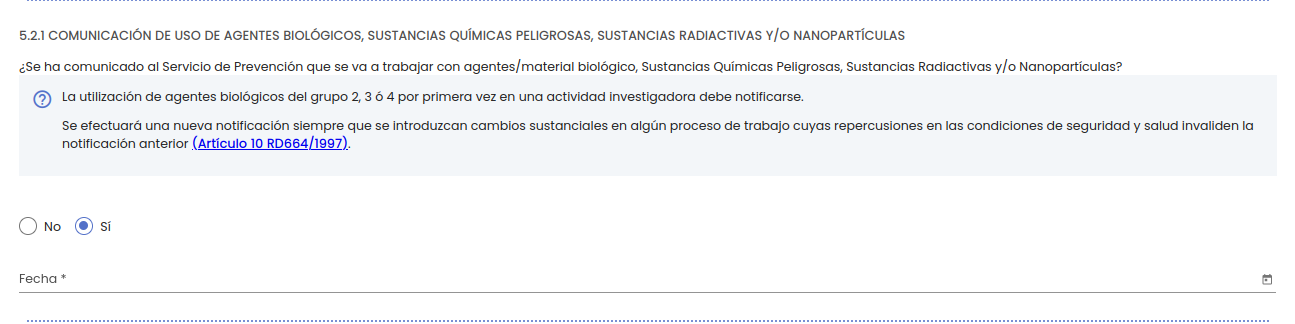 5.2.1 COMUNICACIÓN DE USO DE AGENTES BIOLÓGICOS, SUSTANCIAS QUÍMICAS PELIGROSAS, SUSTANCIAS RADIACTIVAS Y/O NANOPARTÍCULAS
¿Se ha comunicado al Servicio de Prevención que se va a trabajar con agentes/material biológico, Sustancias Químicas Peligrosas, Sustancias Radiactivas y/o Nanopartículas?
La utilización de agentes biológicos del grupo 2, 3 ó 4 por primera vez en una actividad investigadora debe notificarse.
Se efectuará una nueva notificación siempre que se introduzcan cambios sustanciales en algún proceso de trabajo cuyas repercusiones en las condiciones de seguridad y salud invaliden la
notificación anterior (Artículo 10 RD664/1997).
No Sí
Fecha *